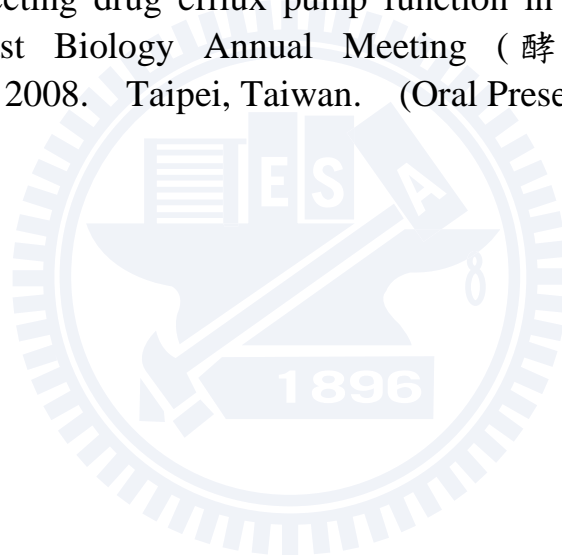 ecting drug efflux pump function in
st Biology Annual Meeting ( 酵
2008. Taipei, Taiwan. (Oral Prese
E S A
1896